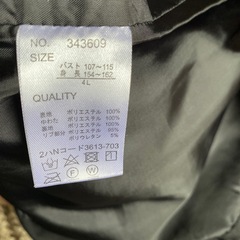 NO. 343609
SIZE
バスト 107〜115
身長 154〜162
4L
QUALITY
表地 ポリエステル 100%
中わた ポリエステル 100%
裏地 ポリエステル 100%
リブ部分 ポリエステル 95%
ポリウレタン 5%
2ハNコード3613-703